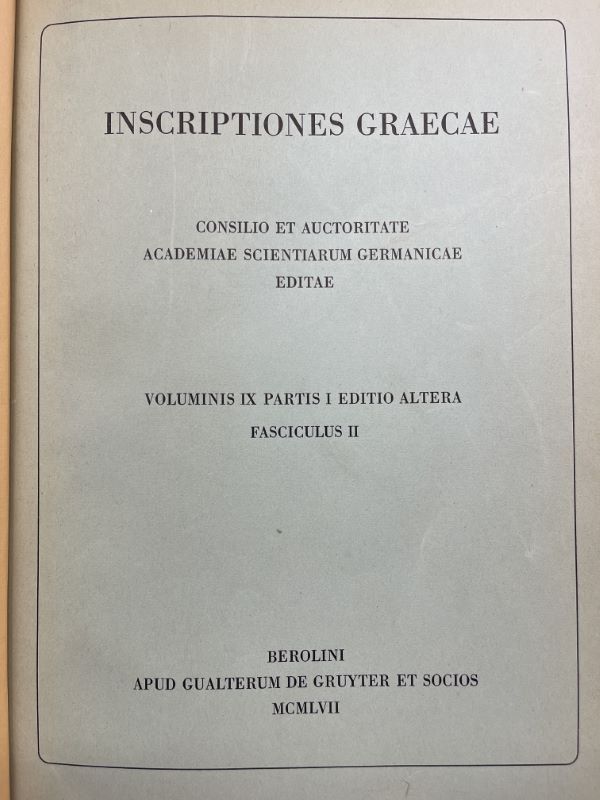 INSCRIPTIONES GRAECAE
CONSILIO ET AUCTORITATE
ACADEMIAE SCIENTIARUM GERMANICAE
EDITAE
VOLUMINIS IX PARTIS I EDITIO ALTERA
FASCICULUS II
BEROLINI
APUD GUALTERUM DE GRUYTER ET SOCIOS
MCMLVII